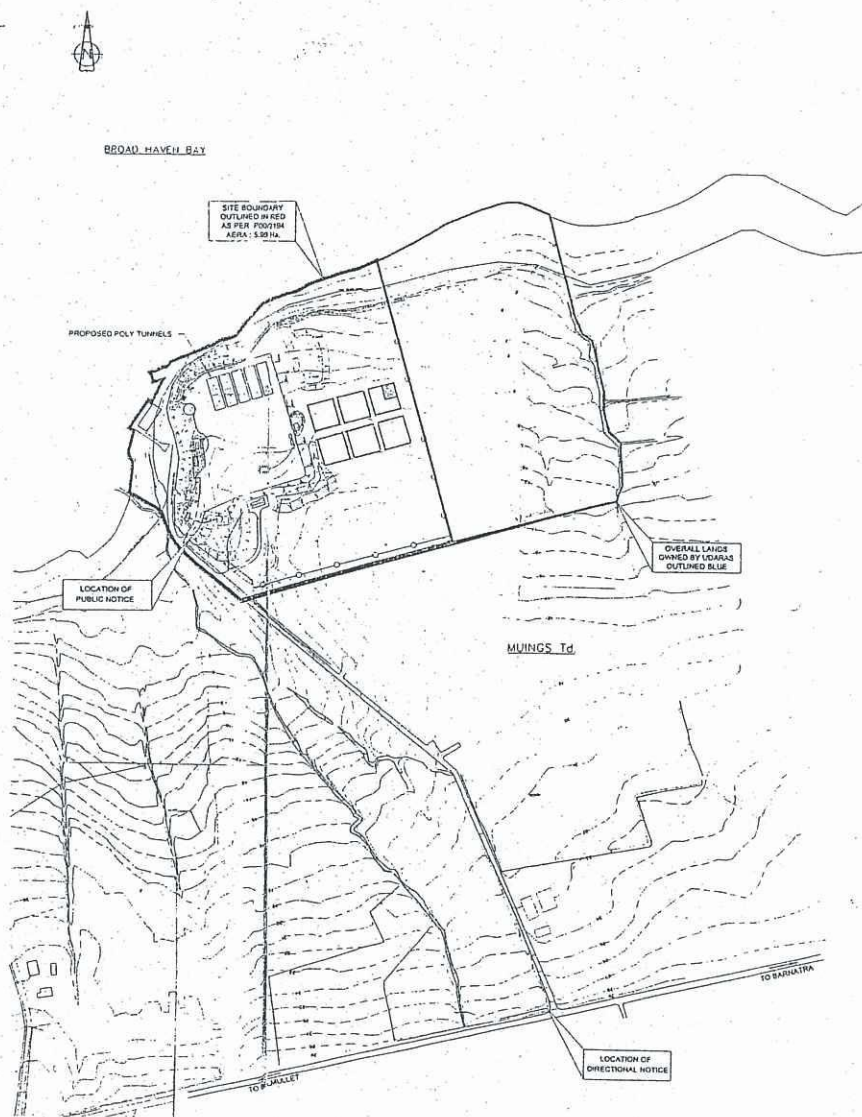 N
BROAD HAVEN BAY
SITE BOUNDARY
OUTLINED IN RED
AS PER P00/2194
AERA : 5.99 Ha.
PROPOSED POLY TUNNELS
OVERALL LANDS
OWNED BY UDARAS
OUTLINED BLUE
LOCATION OF
PUBLIC NOTICE
MUINGS Td.
TO BARNATRA
LOCATION OF
DIRECTIONAL NOTICE
TO